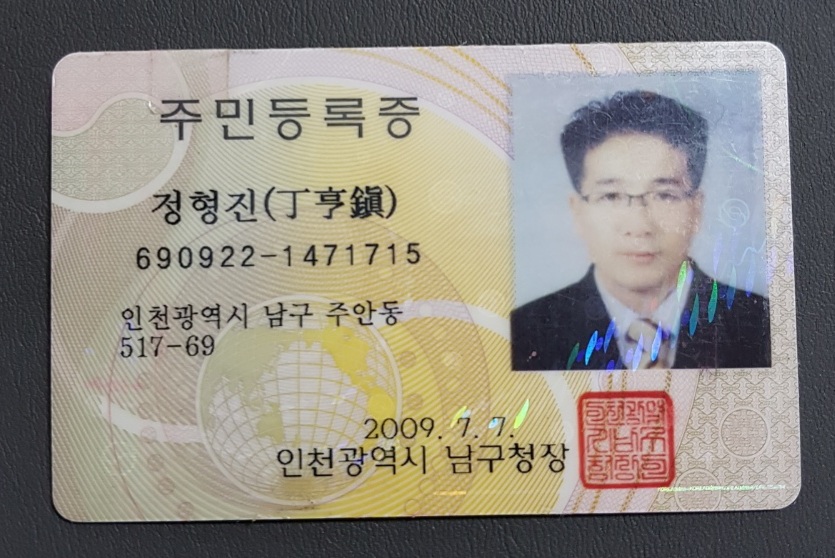 주민등록증
정형진(丁亨鎭)
690922-1471715
인천광역시 남구 주안동
517-69
2009. 7. 7.
인천광역시 남구청장